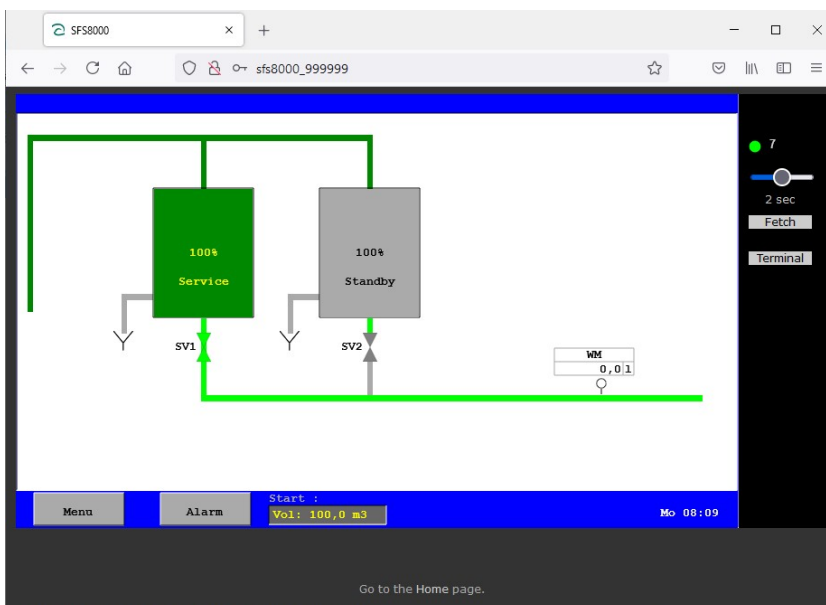 SFS8000
sfs8000_999999
7
2 sec
Fetch
Terminal
100%
Service
100%
Standby
SV1
SV2
WM
0,01
Menu
Alarm
Start :
Vol: 100,0 m3
Mo 08:09
Go to the Home page.